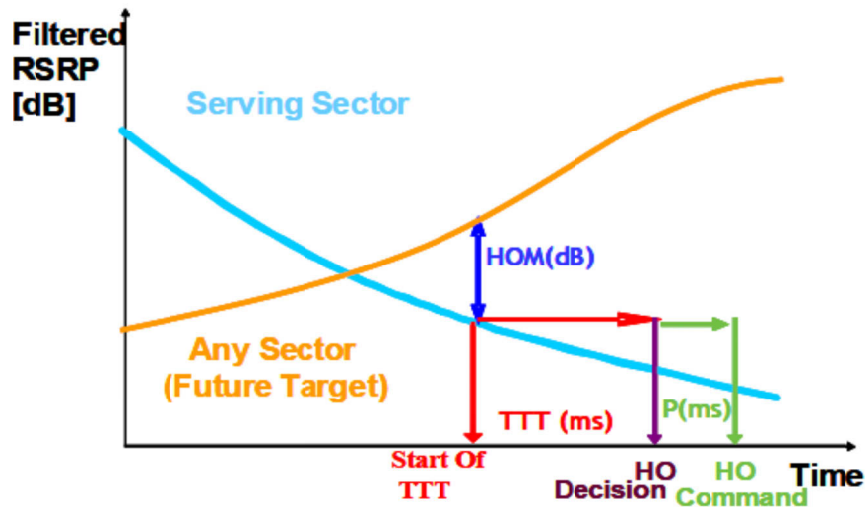 Filtered
RSRP
[dB]
Serving Sector
HOM(dB)
Any Sector
(Future Target)
TTT (ms)
P(ms)
Start Of
TTT
HO
Decision
HO
Command
Time